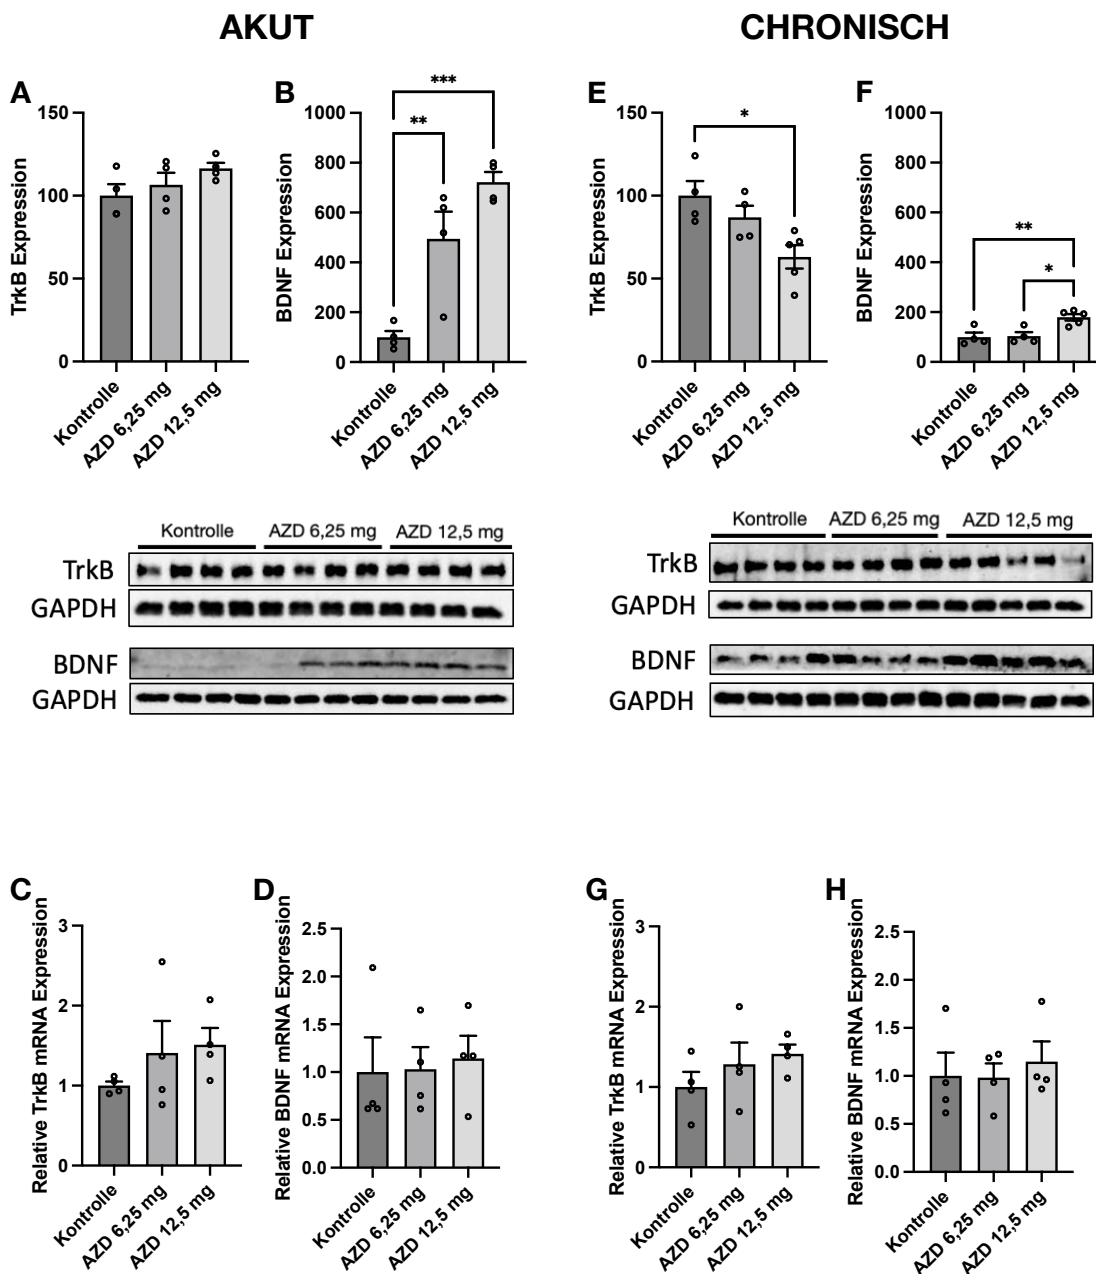 AKUT
CHRONISCH
A
TrkB Expression
150
100
50
0
Kontrolle
AZD 6,25 mg
AZD 12,5 mg
B
BDNF Expression
1000
800
600
400
200
0
**
***
Kontrolle
AZD 6,25 mg
AZD 12,5 mg
E
TrkB Expression
150
100
50
0
*
Kontrolle
AZD 6,25 mg
AZD 12,5 mg
F
BDNF Expression
1000
800
600
400
200
0
**
*
Kontrolle
AZD 6,25 mg
AZD 12,5 mg
Kontrolle AZD 6,25 mg AZD 12,5 mg
TrkB
GAPDH
BDNF
GAPDH
Kontrolle AZD 6,25 mg AZD 12,5 mg
TrkB
GAPDH
BDNF
GAPDH
C
Relative TrkB mRNA Expression
3
2
1
0
Kontrolle
AZD 6,25 mg
AZD 12,5 mg
D
Relative BDNF mRNA Expression
2.5
2.0
1.5
1.0
0.5
0.0
Kontrolle
AZD 6,25 mg
AZD 12,5 mg
G
Relative TrkB mRNA Expression
3
2
1
0
Kontrolle
AZD 6,25 mg
AZD 12,5 mg
H
Relative BDNF mRNA Expression
2.5
2.0
1.5
1.0
0.5
0.0
Kontrolle
AZD 6,25 mg
AZD 12,5 mg